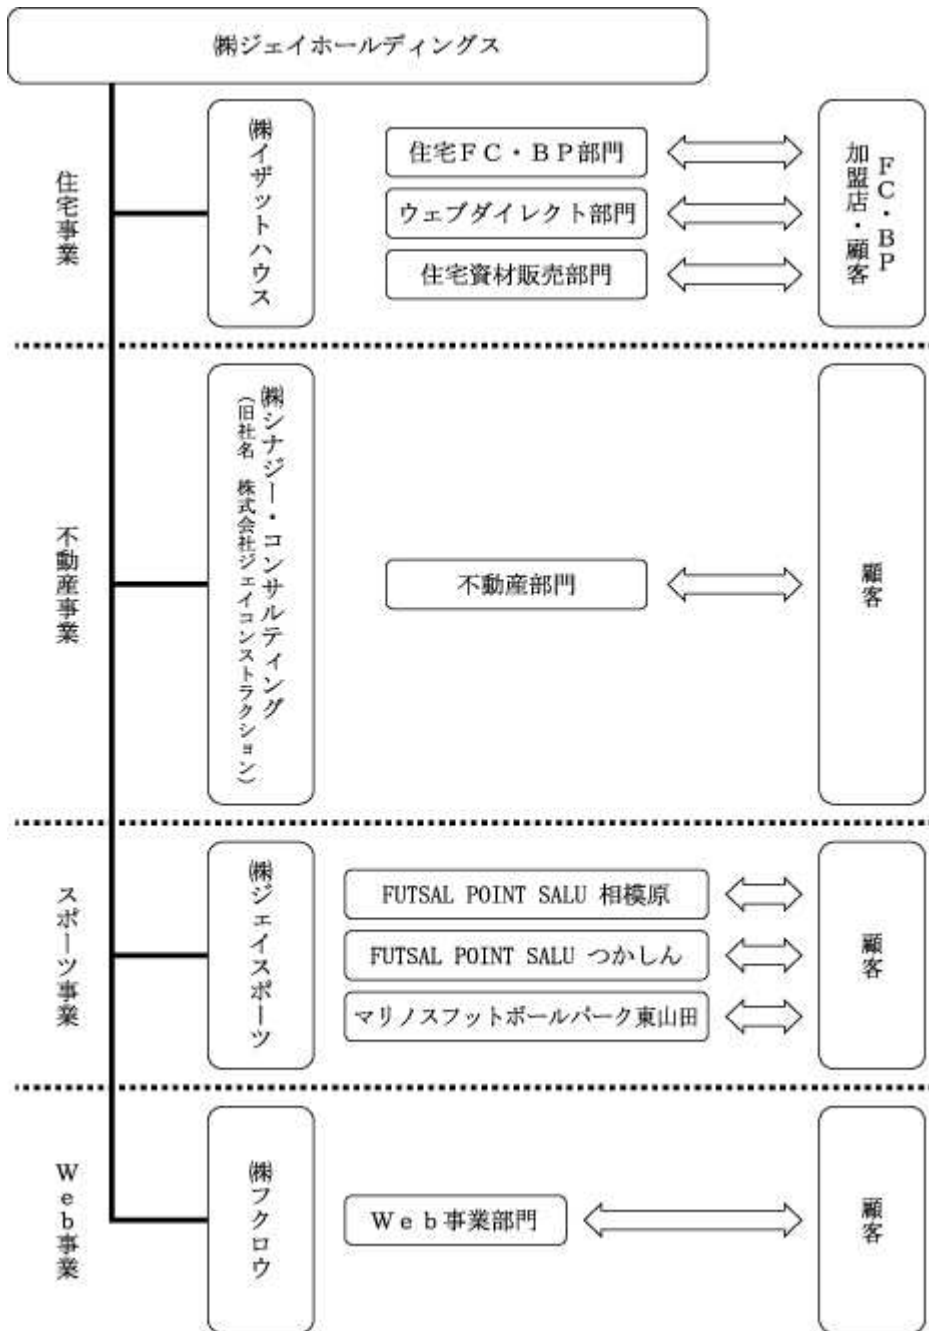 ㈱ジェイホールディングス
住宅事業
㈱イザットハウス
住宅FC・BP部門
ウェブダイレクト部門
住宅資材販売部門
FC・BP
加盟店・顧客
不動産事業
㈱シナジー・コンサルティング
(旧社名 株式会社ジェイコンストラクション)
不動産部門
顧客
スポーツ事業
㈱ジェイスポーツ
FUTSAL POINT SALU 相模原
FUTSAL POINT SALU つかしん
マリノスフットボールパーク東山田
顧客
Web事業
㈱フクロウ
Web事業部門
顧客